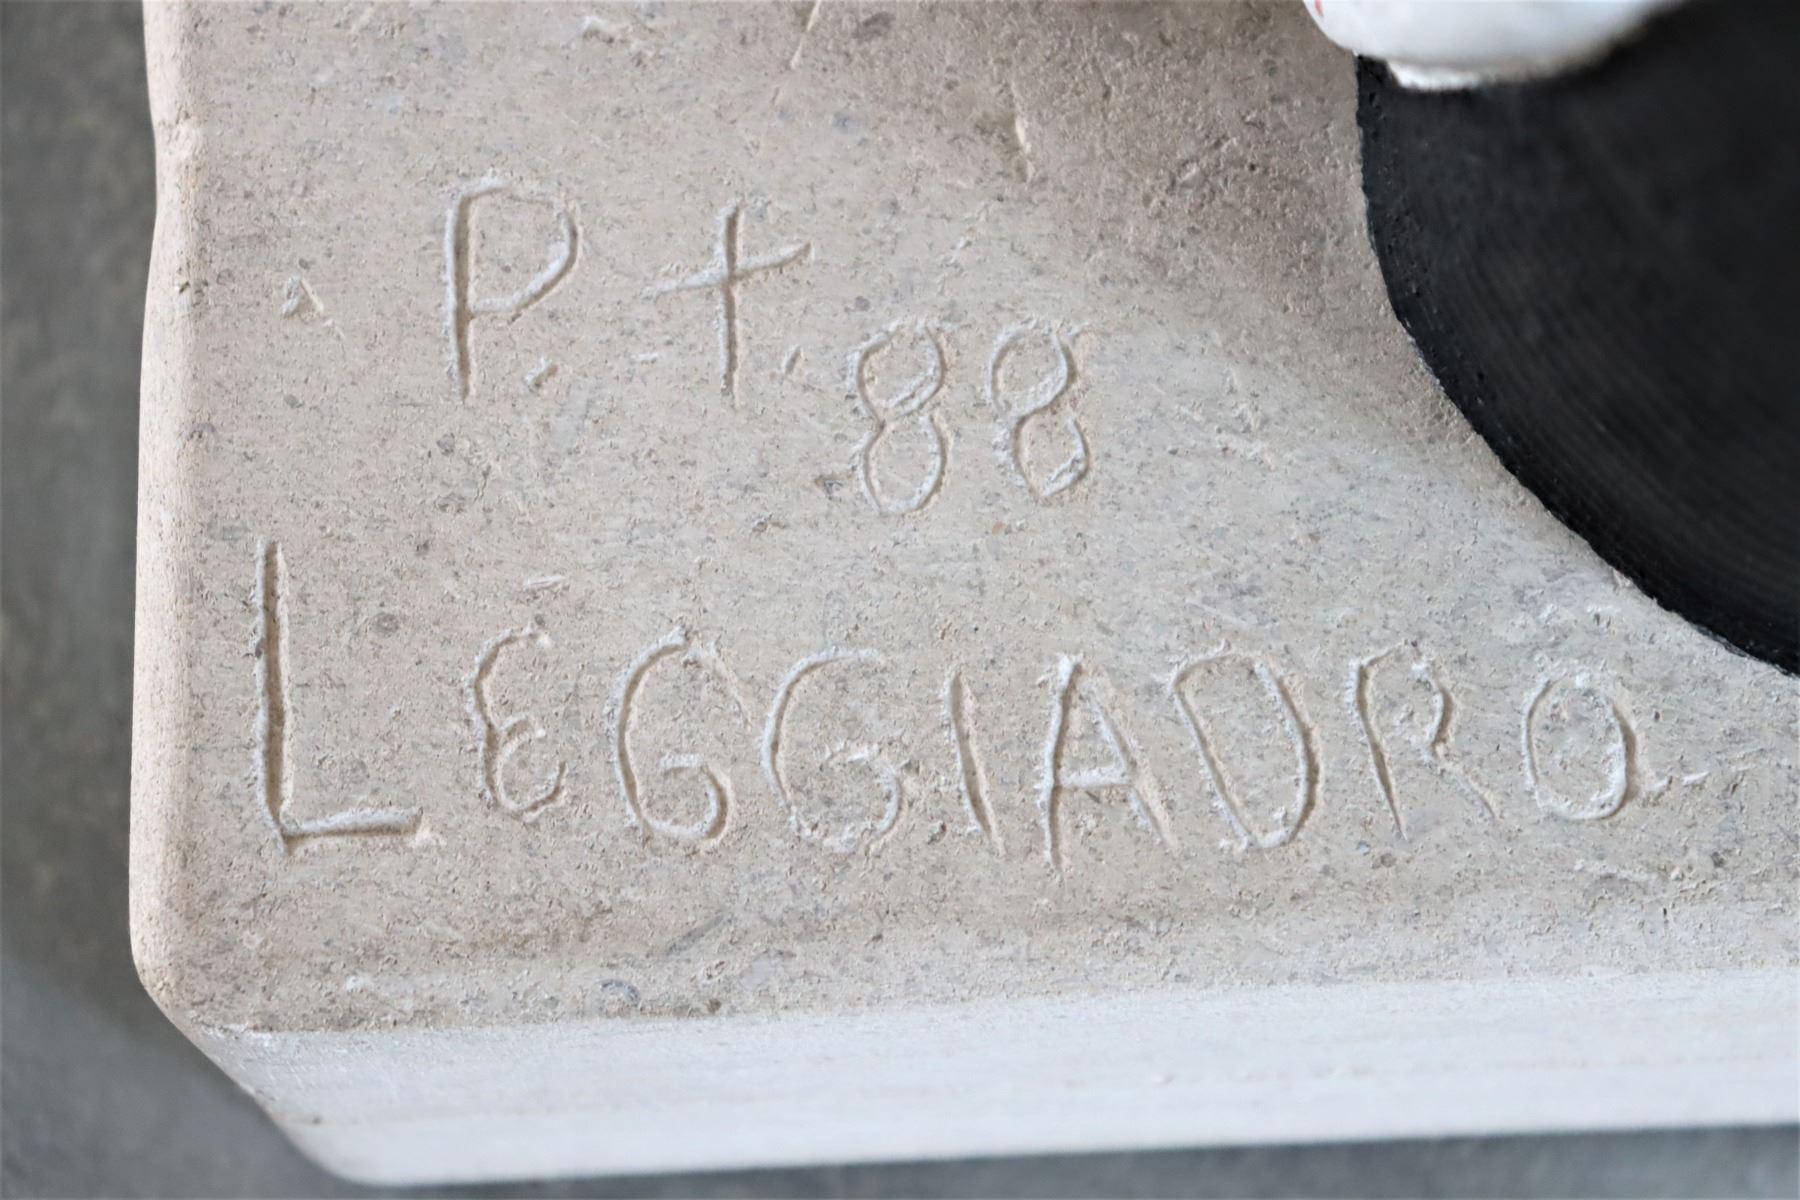 P. t. 88
LEGGIADRO